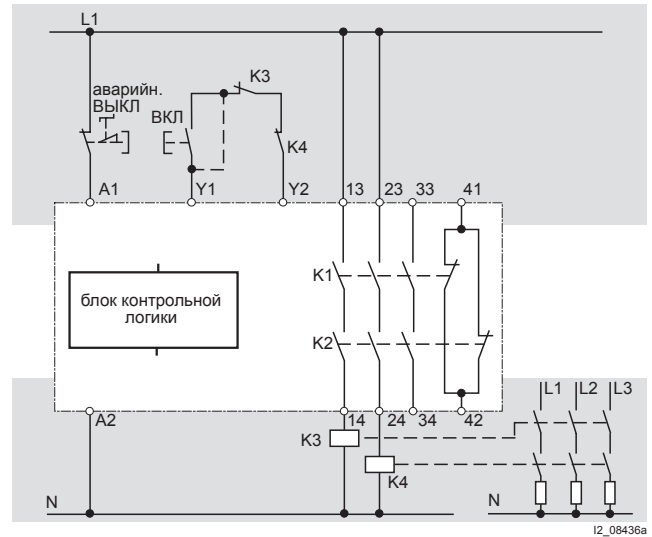 L1
K3
аварийн.
ВЫКЛ
ВКЛ
K4
A1 Y1 Y2 13 23 33 41
K1
блок контрольной
логики
K2
A2 14 24 34 42
L1 L2 L3
K3
K4
N N
I2_08436a